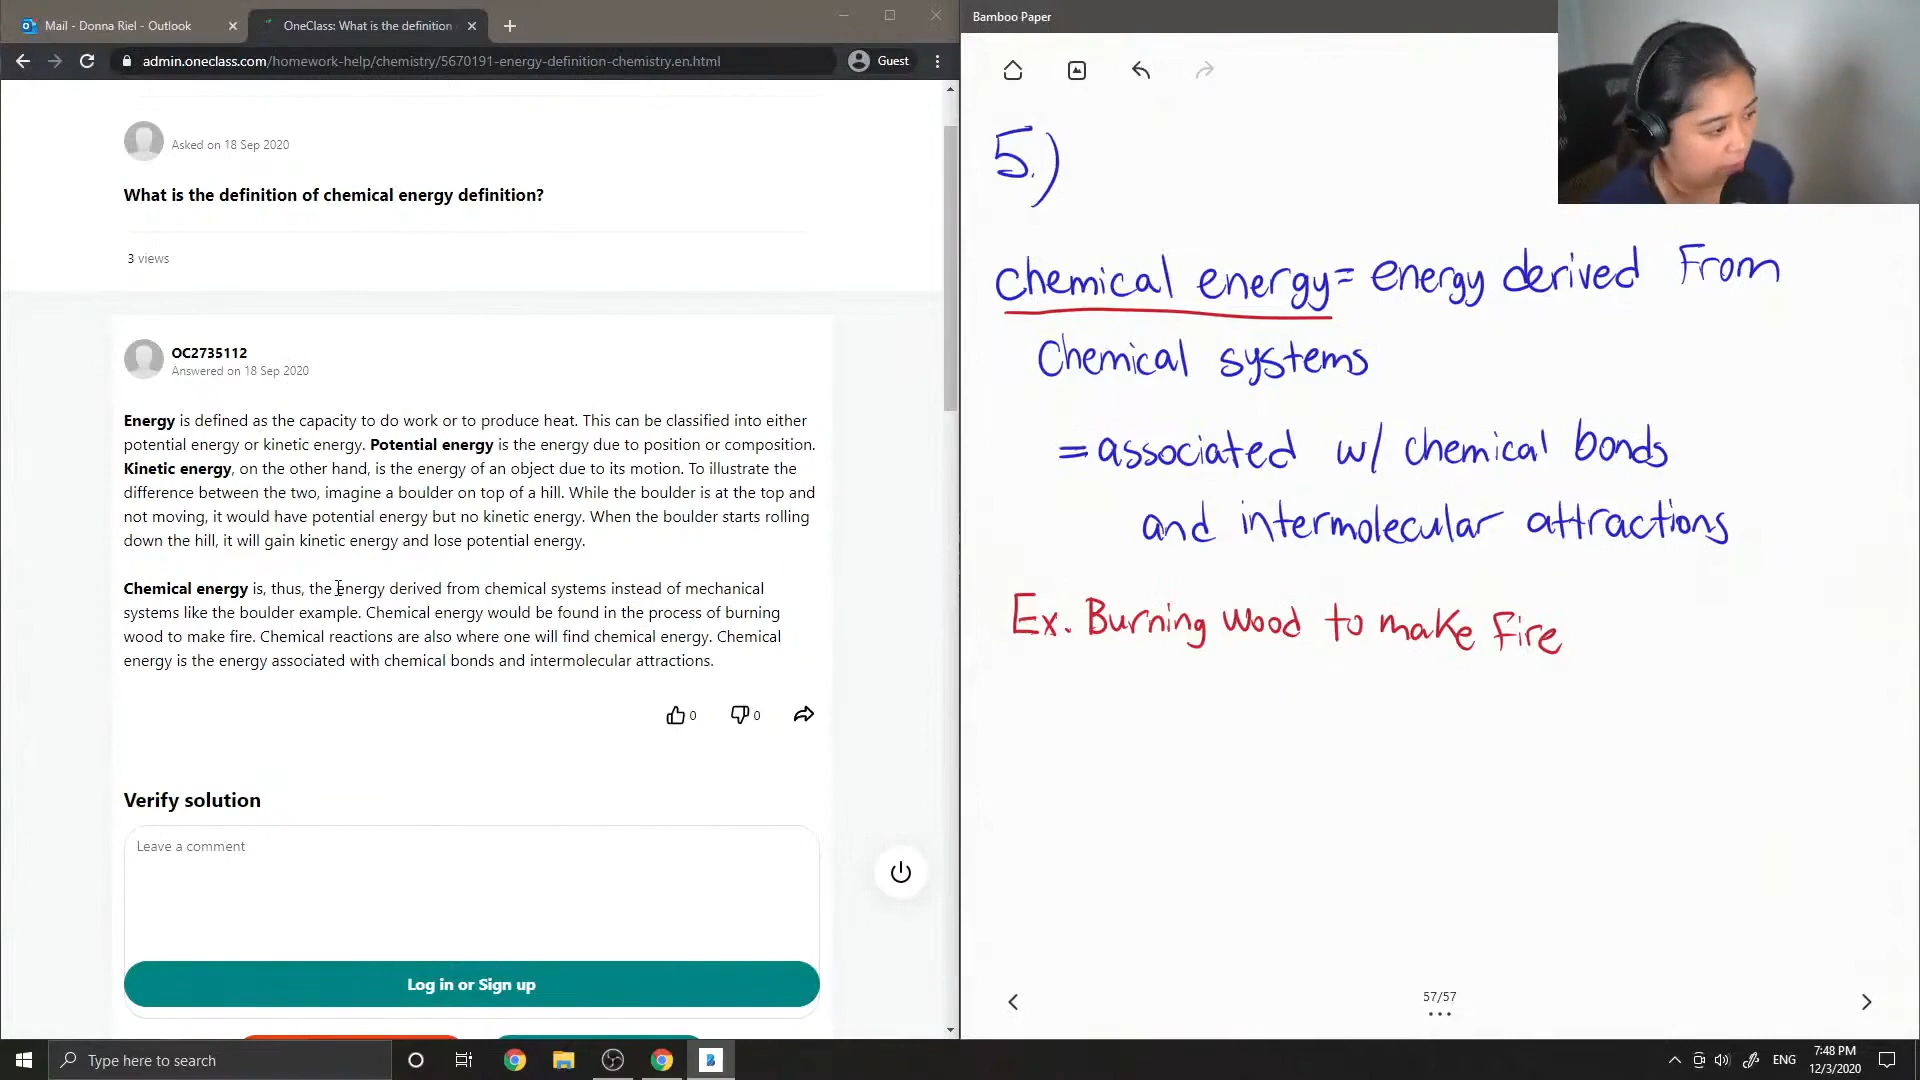 Mail - Donna Riel - Outlook
OneClass: What is the definition
admin.oneclass.com/homework-help/chemistry/5670191-energy-definition-chemistry.en.html
Guest
Asked on 18 Sep 2020
What is the definition of chemical energy definition?
3 views
OC2735112
Answered on 18 Sep 2020
Energy is defined as the capacity to do work or to produce heat. This can be classified into either
potential energy or kinetic energy. Potential energy is the energy due to position or composition.
Kinetic energy, on the other hand, is the energy of an object due to its motion. To illustrate the
difference between the two, imagine a boulder on top of a hill. While the boulder is at the top and
not moving, it would have potential energy but no kinetic energy. When the boulder starts rolling
down the hill, it will gain kinetic energy and lose potential energy.
Chemical energy is, thus, the energy derived from chemical systems instead of mechanical
systems like the boulder example. Chemical energy would be found in the process of burning
wood to make fire. Chemical reactions are also where one will find chemical energy. Chemical
energy is the energy associated with chemical bonds and intermolecular attractions.
0
0
Verify solution
Leave a comment
Log in or Sign up
Bamboo Paper
5.)
chemical energy = energy derived From
Chemical systems
= associated w/ chemical bonds
and intermolecular attractions
Ex. Burning wood to make fire
57/57
Type here to search
ENG
7:48 PM
12/3/2020